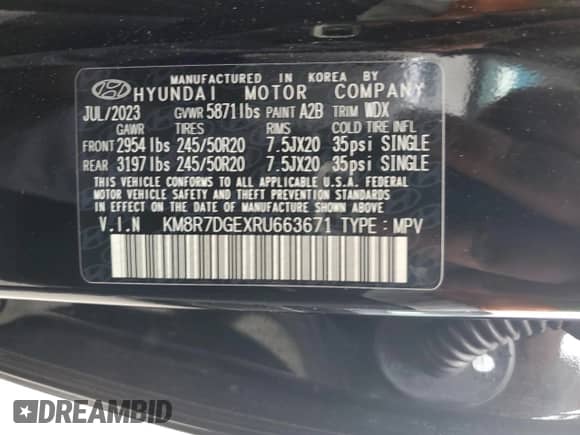 MANUFACTURED IN KOREA BY
HYUNDAI MOTOR COMPANY
JUL/2023 GVWR 5871lbs PAINT A2B TRIM WDX
GAWR TIRES RIMS COLD TIRE INFL
FRONT 2954 lbs 245/50R20 7.5JX20 35psi SINGLE
REAR 3197 lbs 245/50R20 7.5JX20 35psi SINGLE
THIS VEHICLE CONFORMS TO ALL APPLICABLE U.S.A. FEDERAL
MOTOR VEHICLE SAFETY AND THEFT PREVENTION STANDARDS
IN EFFECT ON THE DATE OF MANUFACTURE SHOWN ABOVE.
V.I.N KM8R7DGEXRU663671 TYPE : MPV
DREAMBID